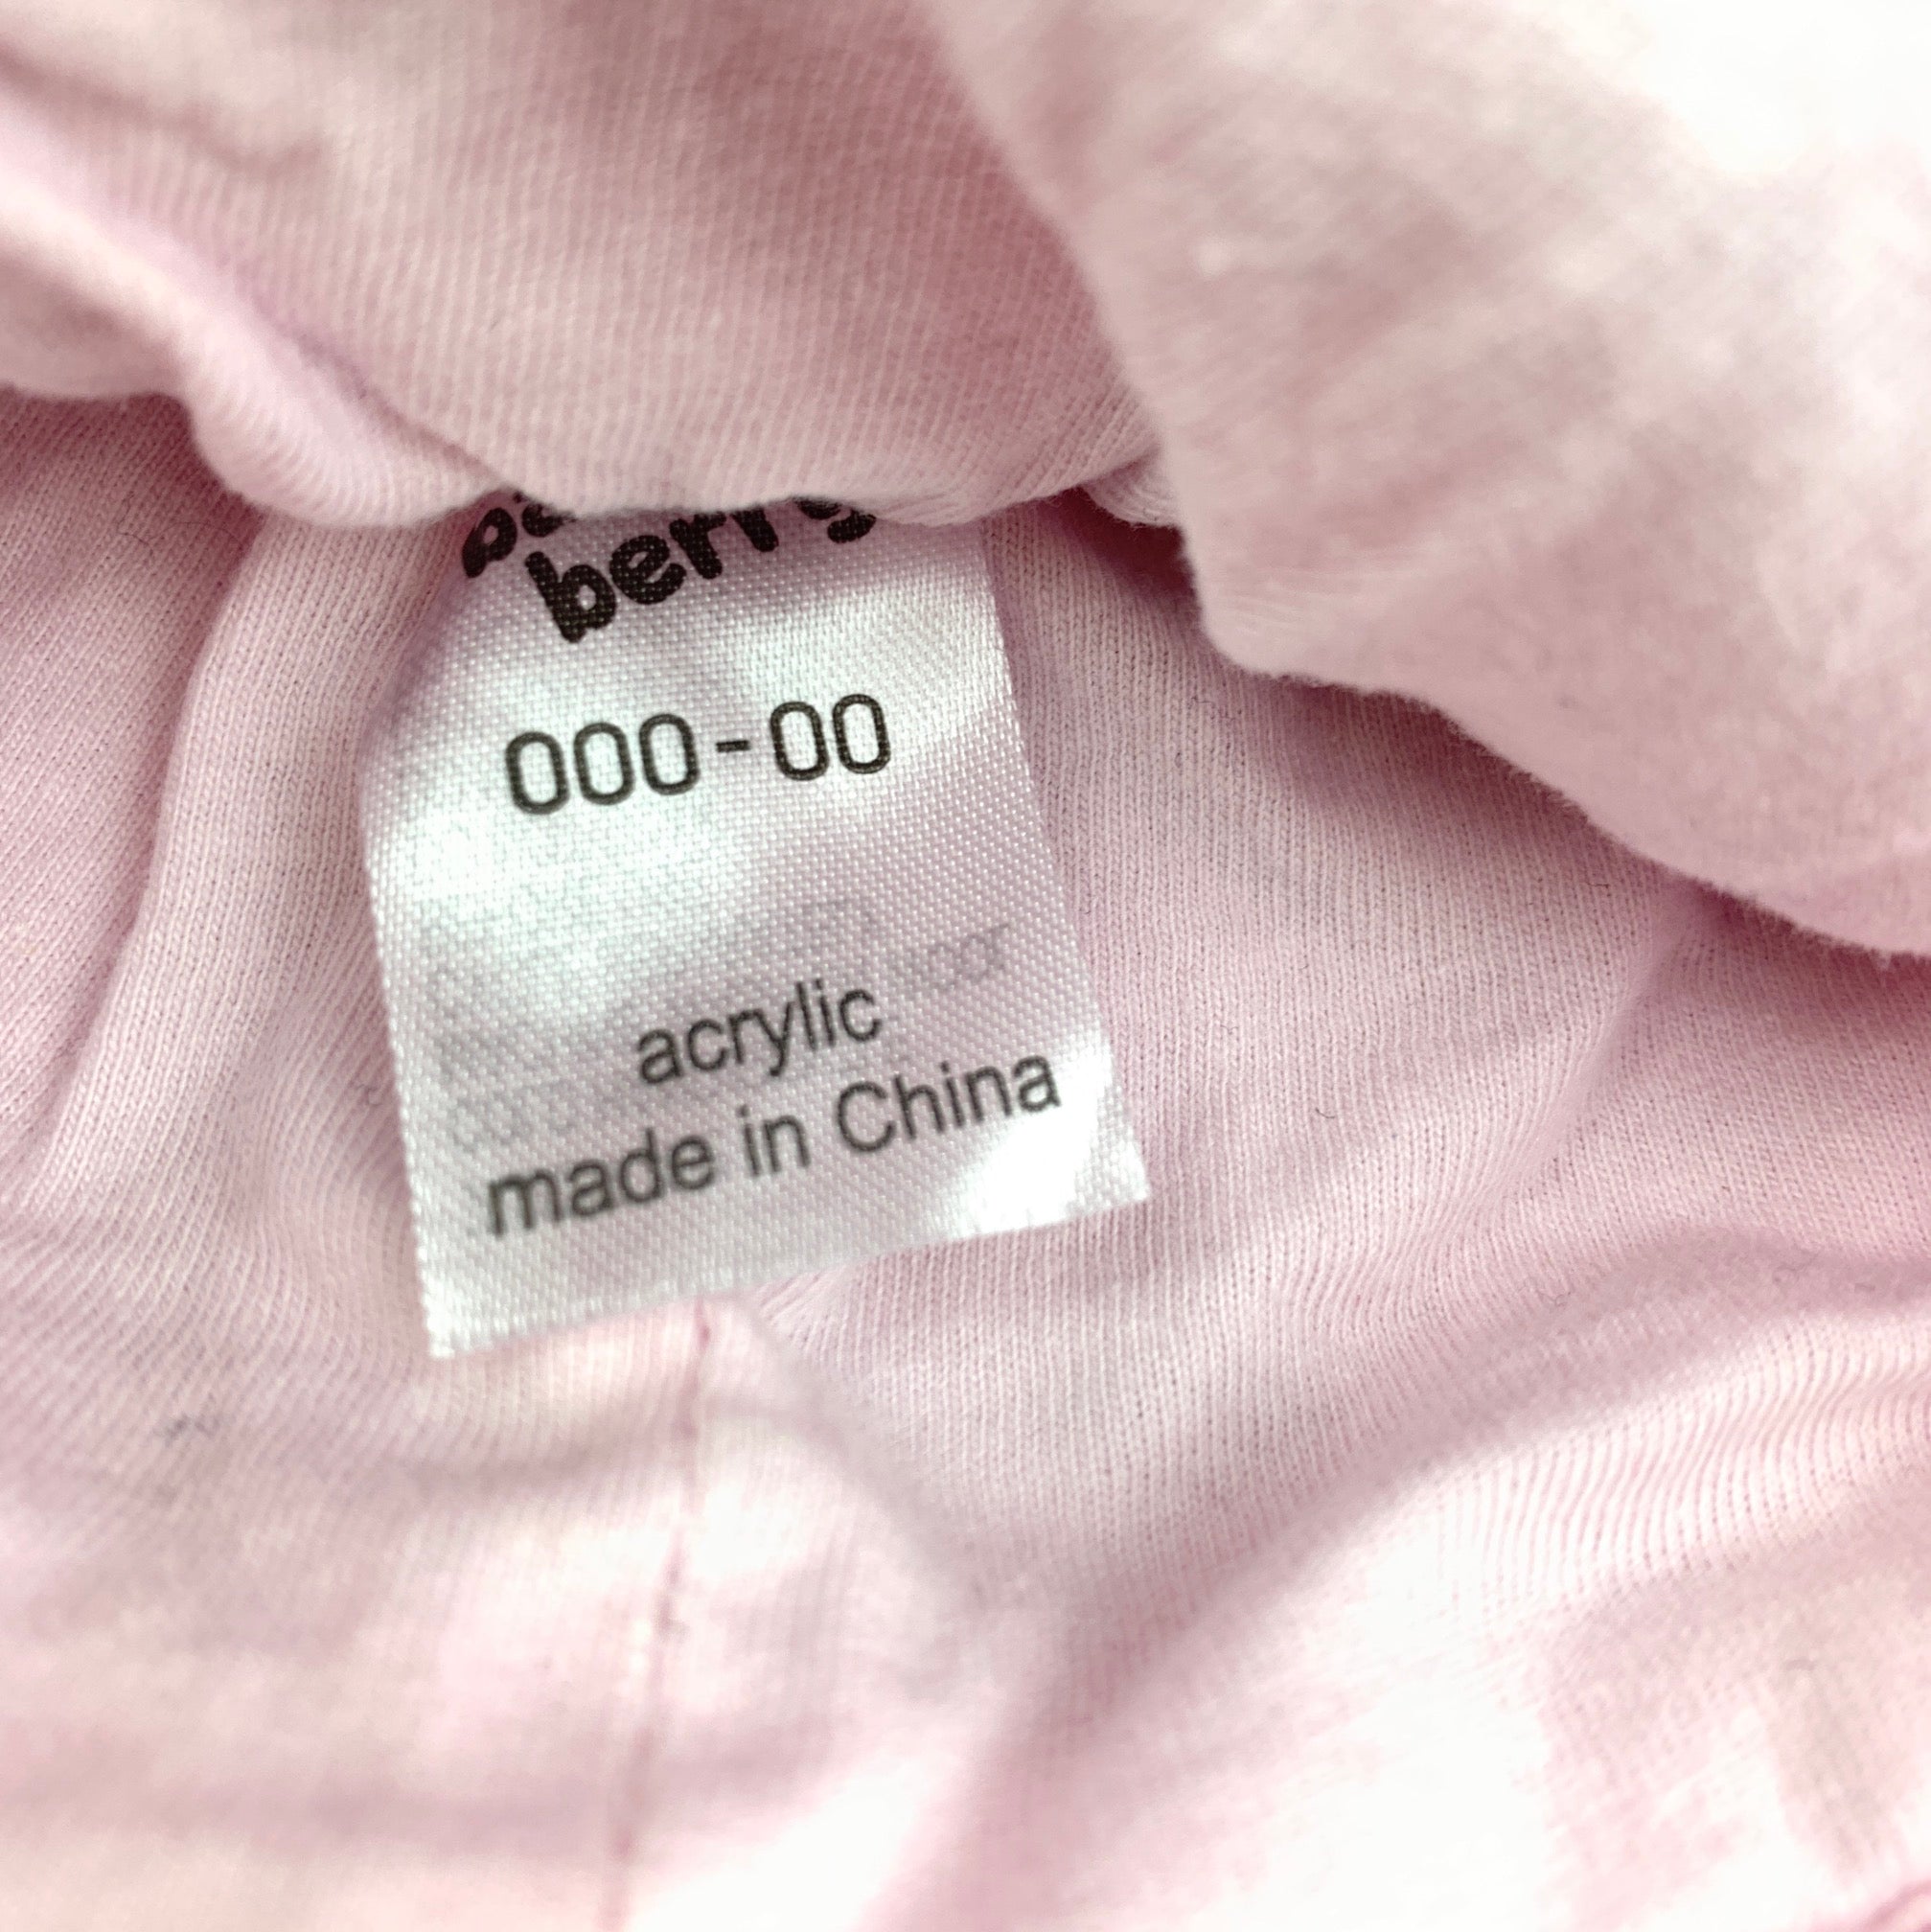 berry
000-00
acrylic
made in China